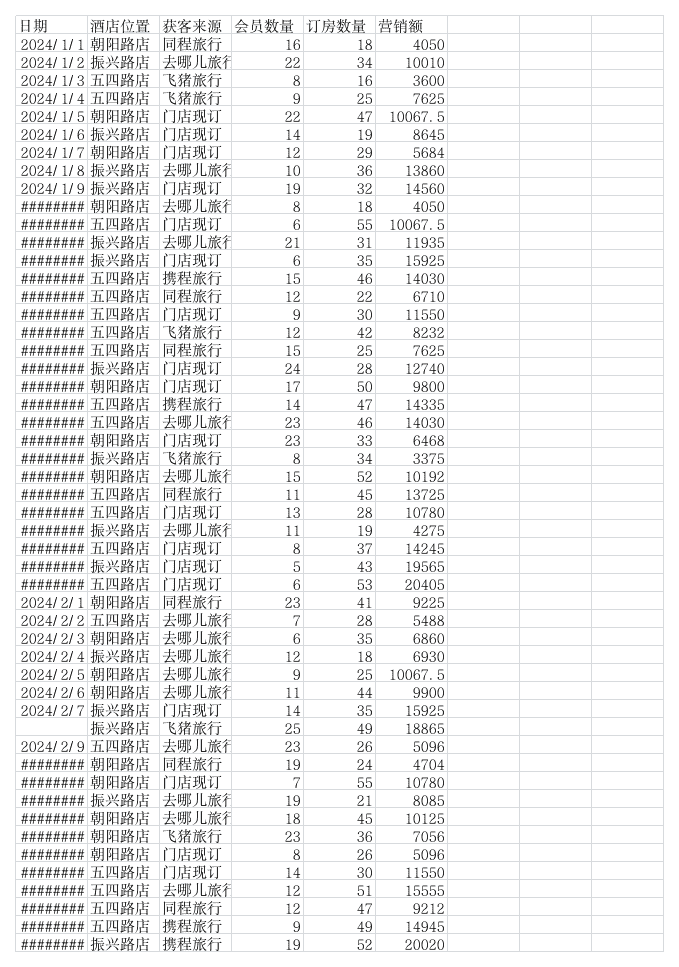 日期 酒店位置 获客来源 会员数量 订房数量 营销额
2024/1/1 朝阳路店 同程旅行 16 18 4050
2024/1/2 振兴路店 去哪儿旅行 22 34 10010
2024/1/3 五四路店 飞猪旅行 8 16 3600
2024/1/4 五四路店 飞猪旅行 9 25 7625
2024/1/5 朝阳路店 门店现订 22 47 10067.5
2024/1/6 振兴路店 门店现订 14 19 8645
2024/1/7 朝阳路店 门店现订 12 29 5684
2024/1/8 振兴路店 去哪儿旅行 10 36 13860
2024/1/9 振兴路店 门店现订 19 32 14560
######## 朝阳路店 去哪儿旅行 8 18 4050
######## 五四路店 门店现订 6 55 10067.5
######## 振兴路店 去哪儿旅行 21 31 11935
######## 振兴路店 门店现订 6 35 15925
######## 五四路店 携程旅行 15 46 14030
######## 五四路店 同程旅行 12 22 6710
######## 五四路店 门店现订 9 30 11550
######## 五四路店 飞猪旅行 12 42 8232
######## 五四路店 同程旅行 15 25 7625
######## 振兴路店 门店现订 24 28 12740
######## 朝阳路店 门店现订 17 50 9800
######## 五四路店 携程旅行 14 47 14335
######## 五四路店 去哪儿旅行 23 46 14030
######## 朝阳路店 门店现订 23 33 6468
######## 振兴路店 飞猪旅行 8 34 3375
######## 朝阳路店 去哪儿旅行 15 52 10192
######## 五四路店 同程旅行 11 45 13725
######## 五四路店 门店现订 13 28 10780
######## 振兴路店 去哪儿旅行 11 19 4275
######## 五四路店 门店现订 8 37 14245
######## 振兴路店 门店现订 5 43 19565
######## 五四路店 门店现订 6 53 20405
2024/2/1 朝阳路店 同程旅行 23 41 9225
2024/2/2 五四路店 去哪儿旅行 7 28 5488
2024/2/3 朝阳路店 去哪儿旅行 6 35 6860
2024/2/4 振兴路店 去哪儿旅行 12 18 6930
2024/2/5 朝阳路店 去哪儿旅行 9 25 10067.5
2024/2/6 朝阳路店 去哪儿旅行 11 44 9900
2024/2/7 振兴路店 门店现订 14 35 15925
振兴路店 飞猪旅行 25 49 18865
2024/2/9 五四路店 去哪儿旅行 23 26 5096
######## 朝阳路店 同程旅行 19 24 4704
######## 朝阳路店 门店现订 7 55 10780
######## 振兴路店 去哪儿旅行 19 21 8085
######## 朝阳路店 去哪儿旅行 18 45 10125
######## 朝阳路店 飞猪旅行 23 36 7056
######## 朝阳路店 门店现订 8 26 5096
######## 五四路店 门店现订 14 30 11550
######## 五四路店 去哪儿旅行 12 51 15555
######## 五四路店 同程旅行 12 47 9212
######## 五四路店 携程旅行 9 49 14945
######## 振兴路店 携程旅行 19 52 20020